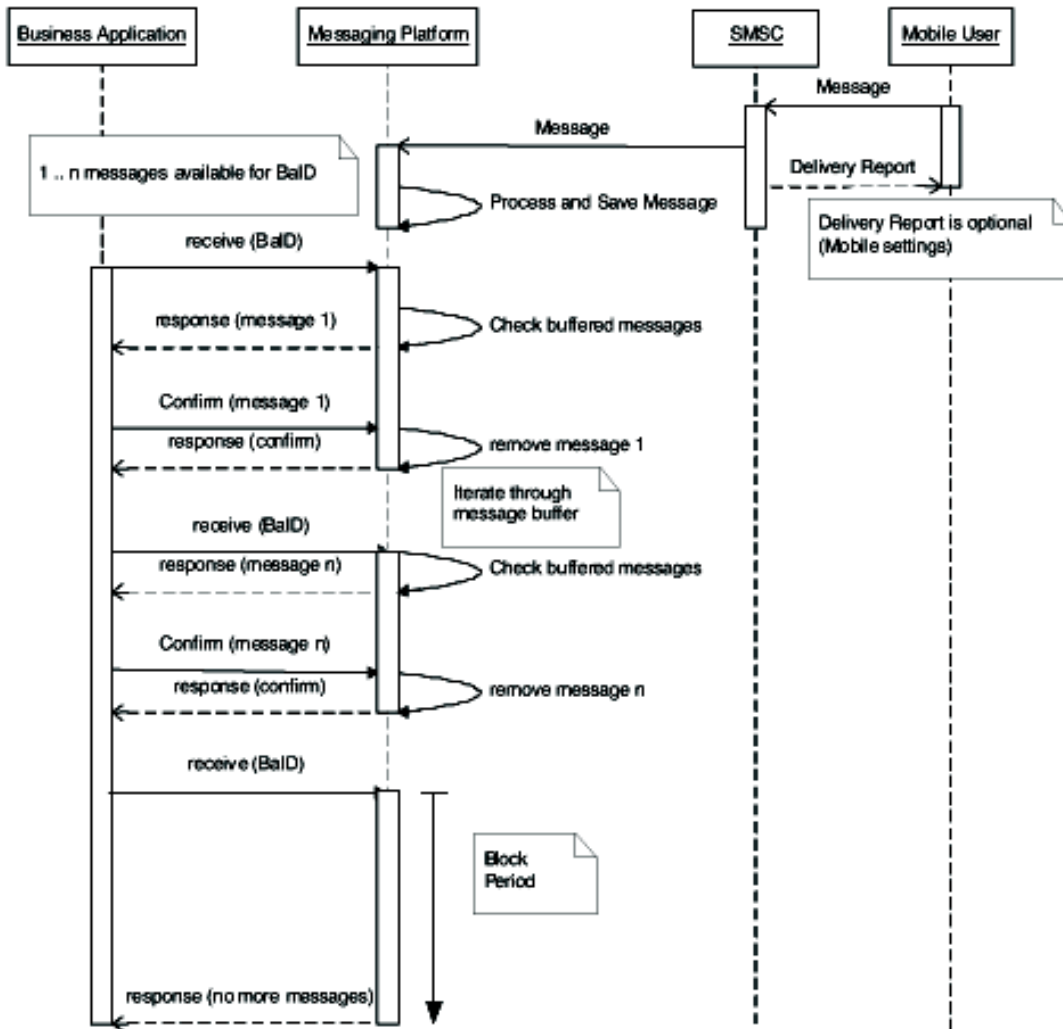 Business Application
Messaging Platform
SMSC
Mobile User
Message
Message
1 .. n messages available for BaID
Delivery Report
Process and Save Message
Delivery Report is optional
(Mobile settings)
receive (BaID)
response (message 1)
Check buffered messages
Confirm (message 1)
response (confirm)
remove message 1
Iterate through
message buffer
receive (BaID)
response (message n)
Check buffered messages
Confirm (message n)
response (confirm)
remove message n
receive (BaID)
Block
Period
response (no more messages)